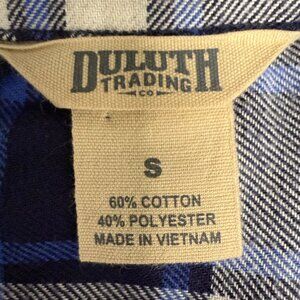 DULUTH
TRADING
CO
S
60% COTTON
40% POLYESTER
MADE IN VIETNAM